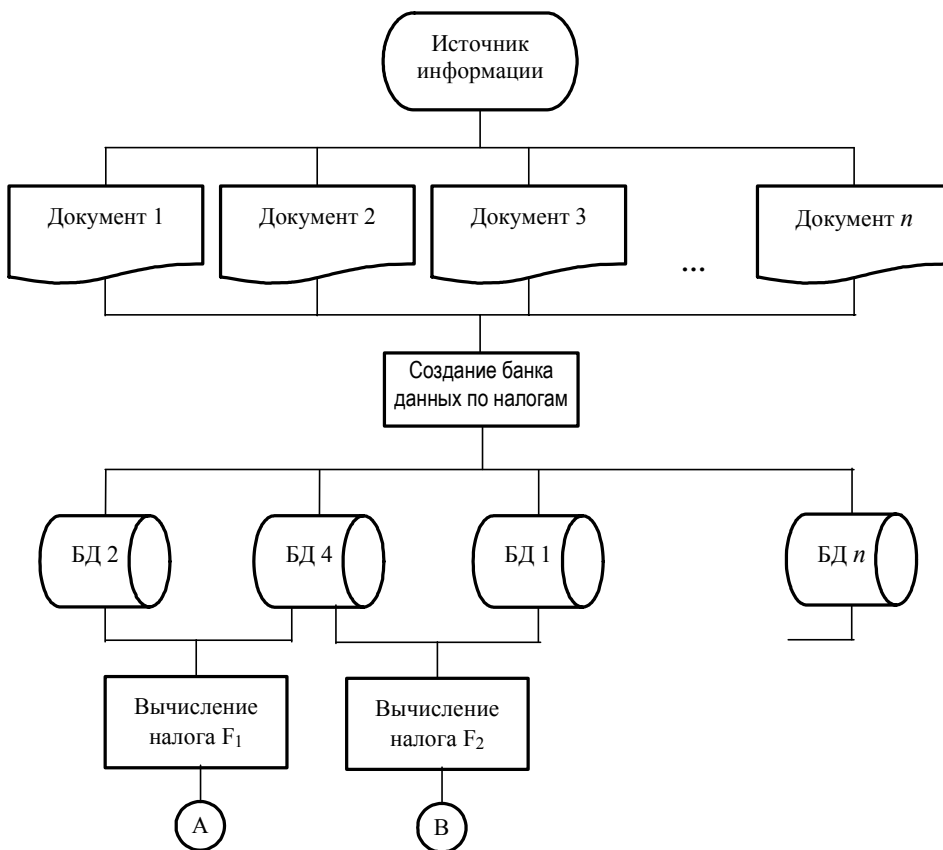 Источник
информации
Документ 1
Документ 2
Документ 3
Документ n
...
Создание банка
данных по налогам
БД 2
БД 4
БД 1
БД n
Вычисление
налога F₁
Вычисление
налога F₂
А
В